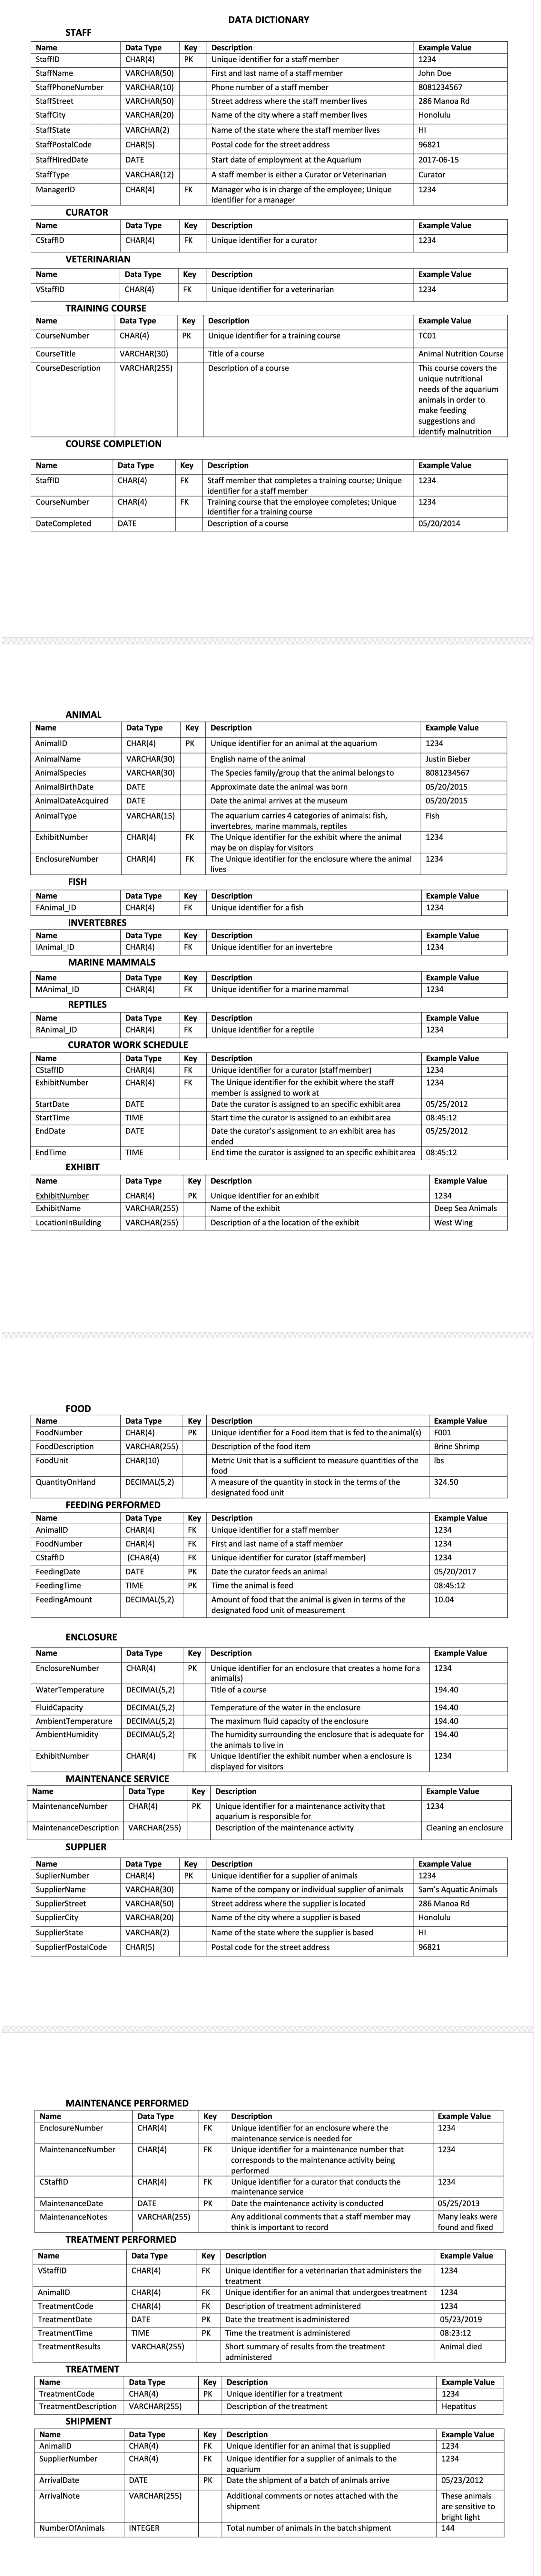 DATA DICTIONARY
STAFF
Name Data Type Key Description Example Value
StaffID CHAR(4) PK Unique identifier for a staff member 1234
StaffName VARCHAR(50) First and last name of a staff member John Doe
StaffPhoneNumber VARCHAR(10) Phone number of a staff member 8081234567
StaffStreet VARCHAR(50) Street address where the staff member lives 286 Manoa Rd
StaffCity VARCHAR(20) Name of the city where a staff member lives Honolulu
StaffState VARCHAR(2) Name of the state where the staff member lives HI
StaffPostalCode CHAR(5) Postal code for the street address 96821
StaffHiredDate DATE Start date of employment at the Aquarium 2017-06-15
StaffType VARCHAR(12) A staff member is either a Curator or Veterinarian Curator
ManagerID CHAR(4) FK Manager who is in charge of the employee; Unique 1234
identifier for a manager
CURATOR
Name Data Type Key Description Example Value
CStaffID CHAR(4) FK Unique identifier for a curator 1234
VETERINARIAN
Name Data Type Key Description Example Value
VStaffID CHAR(4) FK Unique identifier for a veterinarian 1234
TRAINING COURSE
Name Data Type Key Description Example Value
CourseNumber CHAR(4) PK Unique identifier for a training course TC01
CourseTitle VARCHAR(30) Title of a course Animal Nutrition Course
CourseDescription VARCHAR(255) Description of a course This course covers the
unique nutritional
needs of the aquarium
animals in order to
make feeding
suggestions and
identify malnutrition
COURSE COMPLETION
Name Data Type Key Description Example Value
StaffID CHAR(4) FK Staff member that completes a training course; Unique 1234
identifier for a staff member
CourseNumber CHAR(4) FK Training course that the employee completes; Unique 1234
identifier for a training course
DateCompleted DATE Description of a course 05/20/2014
ANIMAL
Name Data Type Key Description Example Value
AnimalID CHAR(4) PK Unique identifier for an animal at the aquarium 1234
AnimalName VARCHAR(30) English name of the animal Justin Bieber
AnimalSpecies VARCHAR(30) The Species family/group that the animal belongs to 8081234567
AnimalBirthDate DATE Approximate date the animal was born 05/20/2015
AnimalDateAcquired DATE Date the animal arrives at the museum 05/20/2015
AnimalType VARCHAR(15) The aquarium carries 4 categories of animals: fish, Fish
invertebres, marine mammals, reptiles
ExhibitNumber CHAR(4) FK The Unique identifier for the exhibit where the animal 1234
may be on display for visitors
EnclosureNumber CHAR(4) FK The Unique identifier for the enclosure where the animal 1234
lives
FISH
Name Data Type Key Description Example Value
FAnimal_ID CHAR(4) FK Unique identifier for a fish 1234
INVERTEBRES
Name Data Type Key Description Example Value
IAnimal_ID CHAR(4) FK Unique identifier for an invertebre 1234
MARINE MAMMALS
Name Data Type Key Description Example Value
MAnimal_ID CHAR(4) FK Unique identifier for a marine mammal 1234
REPTILES
Name Data Type Key Description Example Value
RAnimal_ID CHAR(4) FK Unique identifier for a reptile 1234
CURATOR WORK SCHEDULE
Name Data Type Key Description Example Value
CStaffID CHAR(4) FK Unique identifier for a curator (staff member) 1234
ExhibitNumber CHAR(4) FK The Unique identifier for the exhibit where the staff 1234
member is assigned to work at
StartDate DATE Date the curator is assigned to an specific exhibit area 05/25/2012
StartTime TIME Start time the curator is assigned to an exhibit area 08:45:12
EndDate DATE Date the curator's assignment to an exhibit area has 05/25/2012
ended
EndTime TIME End time the curator is assigned to an specific exhibit area 08:45:12
EXHIBIT
Name Data Type Key Description Example Value
ExhibitNumber CHAR(4) PK Unique identifier for an exhibit 1234
ExhibitName VARCHAR(255) Name of the exhibit Deep Sea Animals
LocationInBuilding VARCHAR(255) Description of a the location of the exhibit West Wing
FOOD
Name Data Type Key Description Example Value
FoodNumber CHAR(4) PK Unique identifier for a Food item that is fed to the animal(s) F001
FoodDescription VARCHAR(255) Description of the food item Brine Shrimp
FoodUnit CHAR(10) Metric Unit that is a sufficient to measure quantities of the lbs
food
QuantityOnHand DECIMAL(5,2) A measure of the quantity in stock in the terms of the 324.50
designated food unit
FEEDING PERFORMED
Name Data Type Key Description Example Value
AnimalID CHAR(4) FK Unique identifier for a staff member 1234
FoodNumber CHAR(4) FK First and last name of a staff member 1234
CStaffID (CHAR(4) FK Unique identifier for curator (staff member) 1234
FeedingDate DATE PK Date the curator feeds an animal 05/20/2017
FeedingTime TIME PK Time the animal is feed 08:45:12
FeedingAmount DECIMAL(5,2) Amount of food that the animal is given in terms of the 10.04
designated food unit of measurement
ENCLOSURE
Name Data Type Key Description Example Value
EnclosureNumber CHAR(4) PK Unique identifier for an enclosure that creates a home for a 1234
animal(s)
WaterTemperature DECIMAL(5,2) Title of a course 194.40
FluidCapacity DECIMAL(5,2) Temperature of the water in the enclosure 194.40
AmbientTemperature DECIMAL(5,2) The maximum fluid capacity of the enclosure 194.40
AmbientHumidity DECIMAL(5,2) The humidity surrounding the enclosure that is adequate for 194.40
the animals to live in
ExhibitNumber CHAR(4) FK Unique Identifier the exhibit number when a enclosure is 1234
displayed for visitors
MAINTENANCE SERVICE
Name Data Type Key Description Example Value
MaintenanceNumber CHAR(4) PK Unique identifier for a maintenance activity that 1234
aquarium is responsible for
MaintenanceDescription VARCHAR(255) Description of the maintenance activity Cleaning an enclosure
SUPPLIER
Name Data Type Key Description Example Value
SuplierNumber CHAR(4) PK Unique identifier for a supplier of animals 1234
SupplierName VARCHAR(30) Name of the company or individual supplier of animals Sam's Aquatic Animals
SupplierStreet VARCHAR(50) Street address where the supplier is located 286 Manoa Rd
SupplierCity VARCHAR(20) Name of the city where a supplier is based Honolulu
SupplierState VARCHAR(2) Name of the state where the supplier is based HI
SupplierfPostalCode CHAR(5) Postal code for the street address 96821
MAINTENANCE PERFORMED
Name Data Type Key Description Example Value
EnclosureNumber CHAR(4) FK Unique identifier for an enclosure where the 1234
maintenance service is needed for
MaintenanceNumber CHAR(4) FK Unique identifier for a maintenance number that 1234
corresponds to the maintenance activity being
performed
CStaffID CHAR(4) FK Unique identifier for a curator that conducts the 1234
maintenance service
MaintenanceDate DATE PK Date the maintenance activity is conducted 05/25/2013
MaintenanceNotes VARCHAR(255) Any additional comments that a staff member may Many leaks were
think is important to record found and fixed
TREATMENT PERFORMED
Name Data Type Key Description Example Value
VStaffID CHAR(4) FK Unique identifier for a veterinarian that administers the 1234
treatment
AnimalID CHAR(4) FK Unique identifier for an animal that undergoes treatment 1234
TreatmentCode CHAR(4) FK Description of treatment administered 1234
TreatmentDate DATE PK Date the treatment is administered 05/23/2019
TreatmentTime TIME PK Time the treatment is administered 08:23:12
TreatmentResults VARCHAR(255) Short summary of results from the treatment Animal died
administered
TREATMENT
Name Data Type Key Description Example Value
TreatmentCode CHAR(4) PK Unique identifier for a treatment 1234
TreatmentDescription VARCHAR(255) Description of the treatment Hepatitus
SHIPMENT
Name Data Type Key Description Example Value
AnimalID CHAR(4) FK Unique identifier for an animal that is supplied 1234
SupplierNumber CHAR(4) FK Unique identifier for a supplier of animals to the 1234
aquarium
ArrivalDate DATE PK Date the shipment of a batch of animals arrive 05/23/2012
ArrivalNote VARCHAR(255) Additional comments or notes attached with the These animals
shipment are sensitive to
bright light
NumberOfAnimals INTEGER Total number of animals in the batch shipment 144